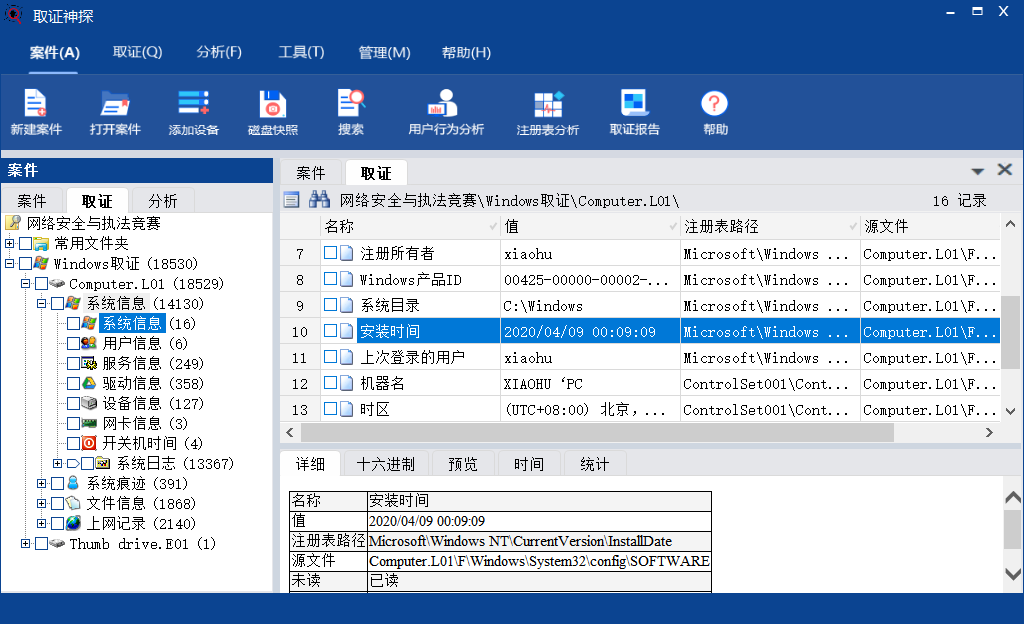 取证神探
案件(A) 取证(Q) 分析(F) 工具(T) 管理(M) 帮助(H)
新建案件 打开案件 添加设备 磁盘快照 搜索 用户行为分析 注册表分析 取证报告 帮助
案件
案件 取证 分析
网络安全与执法竞赛
常用文件夹
Windows取证 (18530)
Computer.L01 (18529)
系统信息 (14130)
系统信息 (16)
用户信息 (6)
服务信息 (249)
驱动信息 (358)
设备信息 (127)
网卡信息 (3)
开关机时间 (4)
系统日志 (13367)
系统痕迹 (391)
文件信息 (1868)
上网记录 (2140)
Thumb drive.E01 (1)
案件 取证
网络安全与执法竞赛\Windows取证\Computer.L01\ 16 记录
名称 值 注册表路径 源文件
7 注册所有者 xiaohu Microsoft\Windows ... Computer.L01\F...
8 Windows产品ID 00425-00000-00002-... Microsoft\Windows ... Computer.L01\F...
9 系统目录 C:\Windows Microsoft\Windows ... Computer.L01\F...
10 安装时间 2020/04/09 00:09:09 Microsoft\Windows ... Computer.L01\F...
11 上次登录的用户 xiaohu Microsoft\Windows ... Computer.L01\F...
12 机器名 XIAOHU‘PC ControlSet001\Cont... Computer.L01\F...
13 时区 (UTC+08:00) 北京，... ControlSet001\Cont... Computer.L01\F...
详细 十六进制 预览 时间 统计
名称 安装时间
值 2020/04/09 00:09:09
注册表路径 Microsoft\Windows NT\CurrentVersion\InstallDate
源文件 Computer.L01\F\Windows\System32\config\SOFTWARE
未读 已读